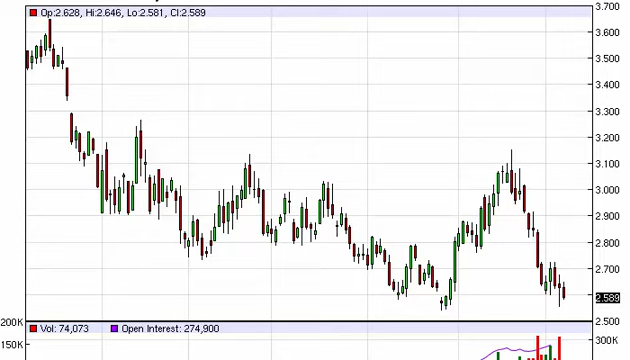 Op:2.628, Hi:2.646, Lo:2.581, Cl:2.589
3.700
3.600
3.500
3.400
3.300
3.200
3.100
3.000
2.900
2.800
2.700
2.589
2.500
200K
Vol: 74,073 Open Interest: 274,900
300K
150K